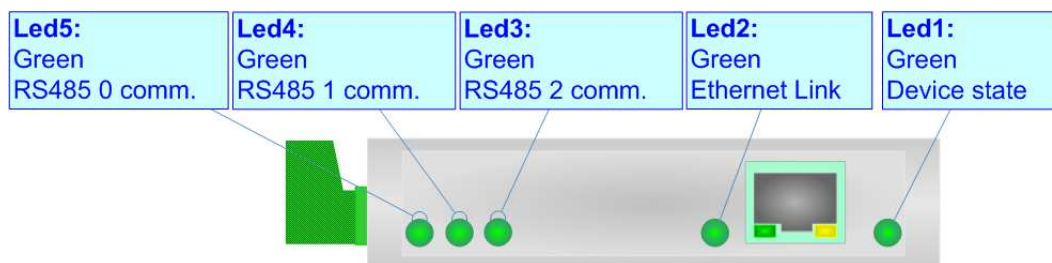 Led5:
Green
RS485 0 comm.
Led4:
Green
RS485 1 comm.
Led3:
Green
RS485 2 comm.
Led2:
Green
Ethernet Link
Led1:
Green
Device state